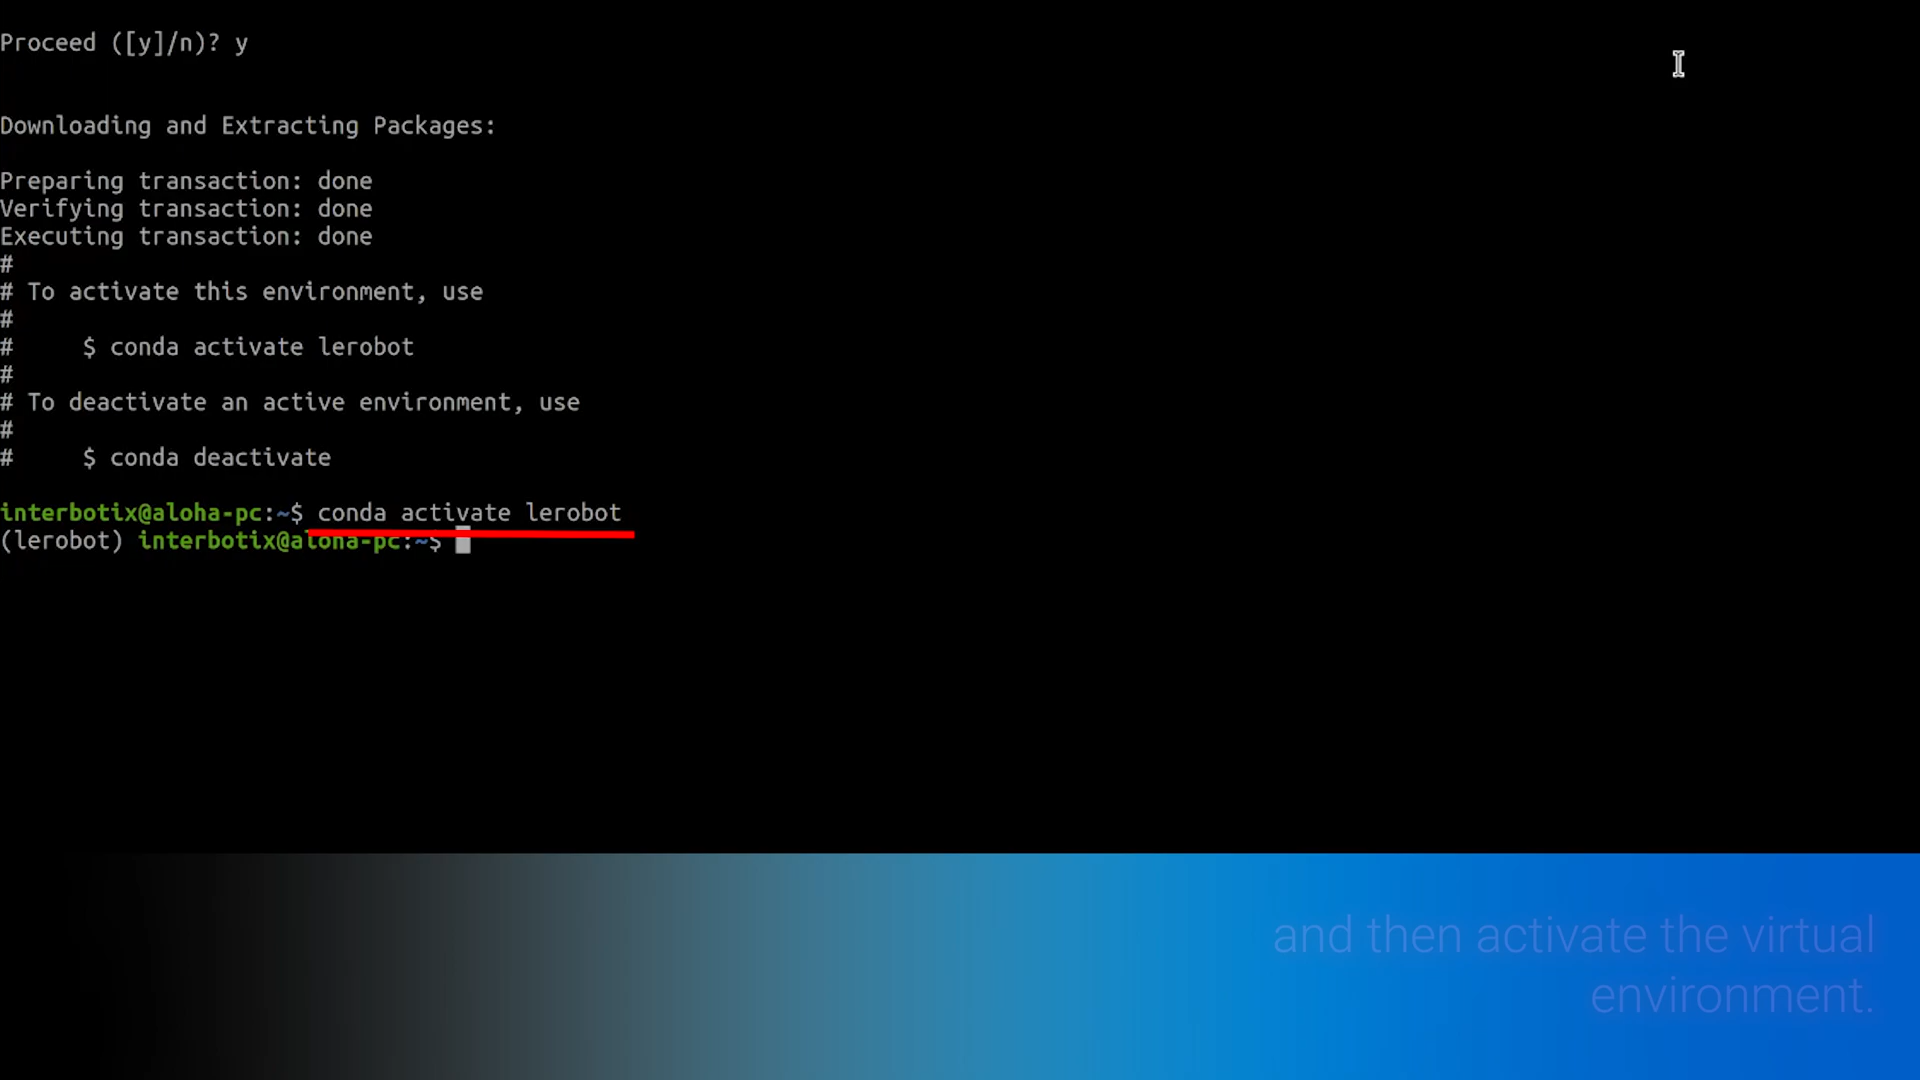 Proceed ([y]/n)? y
Downloading and Extracting Packages:
Preparing transaction: done
Verifying transaction: done
Executing transaction: done
#
# To activate this environment, use
#
#     $ conda activate lerobot
#
# To deactivate an active environment, use
#
#     $ conda deactivate
interbotix@aloha-pc:~$ conda activate lerobot
(lerobot) interbotix@aloha-pc:~$
and then activate the virtual
environment.